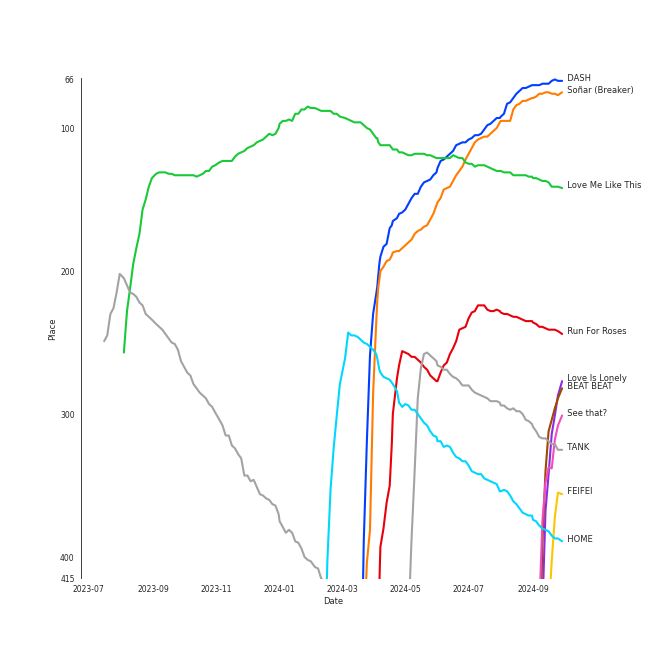 66
100
200
300
400
415
Place
2023-07
2023-09
2023-11
2024-01
2024-03
2024-05
2024-07
2024-09
Date
DASH
Soñar (Breaker)
Love Me Like This
Run For Roses
Love Is Lonely
BEAT BEAT
See that?
TANK
FEIFEI
HOME